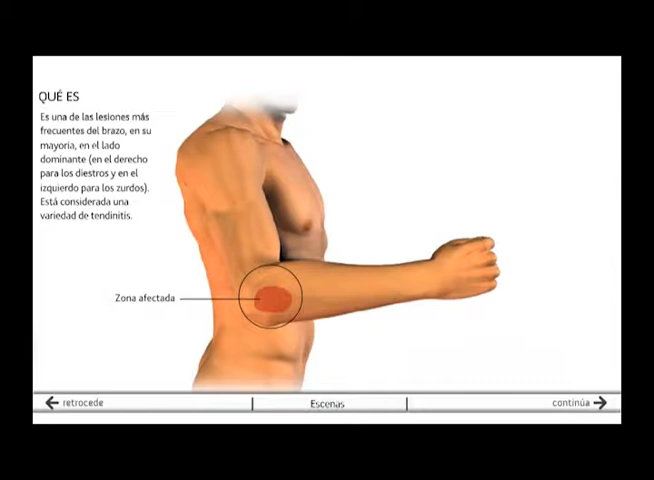 QUÉ ES
Es una de las lesiones más
frecuentes del brazo, en su
mayoría, en el lado
dominante (en el derecho
para los diestros y en el
izquierdo para los zurdos).
Está considerada una
variedad de tendinitis.
Zona afectada
retrocede
Escenas
continúa